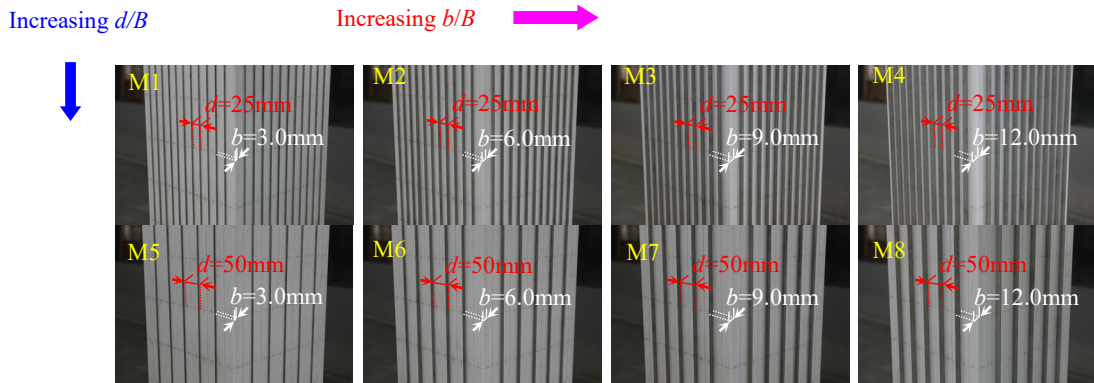 Increasing d/B
Increasing b/B
M1
d=25mm
b=3.0mm
M2
d=25mm
b=6.0mm
M3
d=25mm
b=9.0mm
M4
d=25mm
b=12.0mm
M5
d=50mm
b=3.0mm
M6
d=50mm
b=6.0mm
M7
d=50mm
b=9.0mm
M8
d=50mm
b=12.0mm